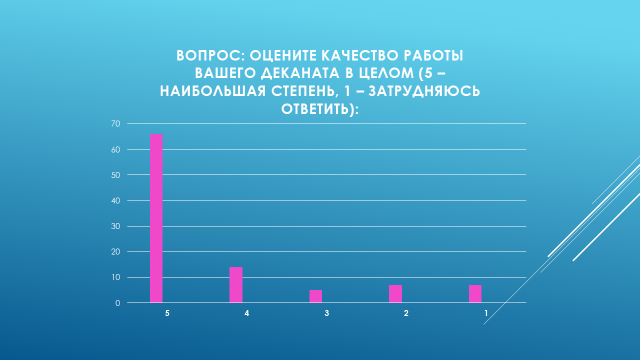 ВОПРОС: ОЦЕНИТЕ КАЧЕСТВО РАБОТЫ
ВАШЕГО ДЕКАНАТА В ЦЕЛОМ (5 –
НАИБОЛЬШАЯ СТЕПЕНЬ, 1 – ЗАТРУДНЯЮСЬ
ОТВЕТИТЬ):
70
60
50
40
30
20
10
0
5 4 3 2 1